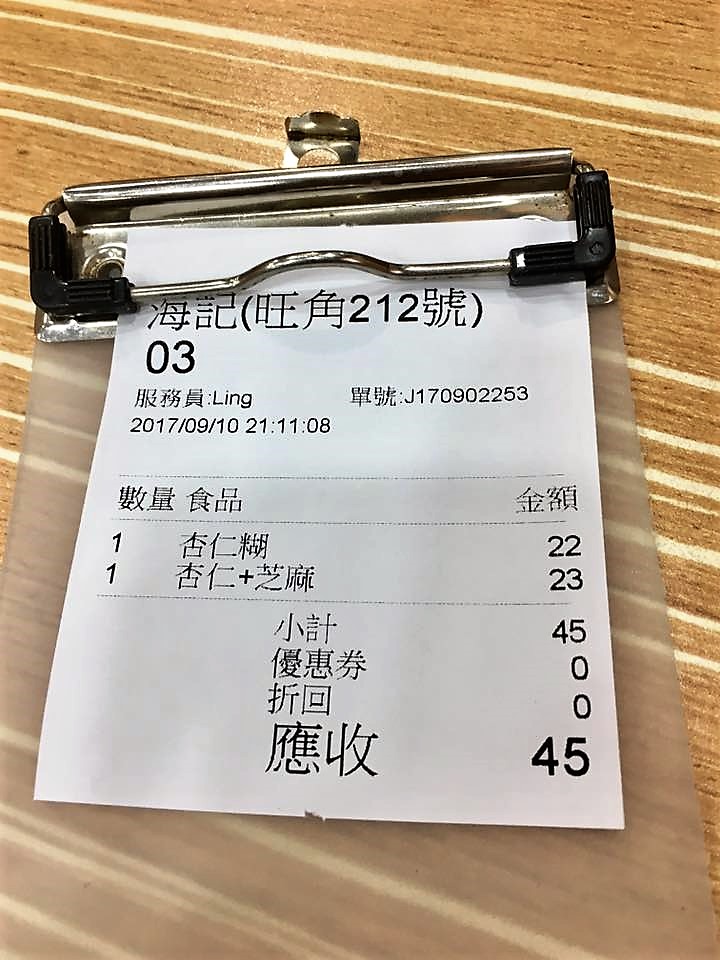 海記(旺角212號)
03
服務員:Ling 單號:J170902253
2017/09/10 21:11:08
數量 食品 金額
1 杏仁糊 22
1 杏仁+芝麻 23
小計 45
優惠券 0
折回 0
應收 45